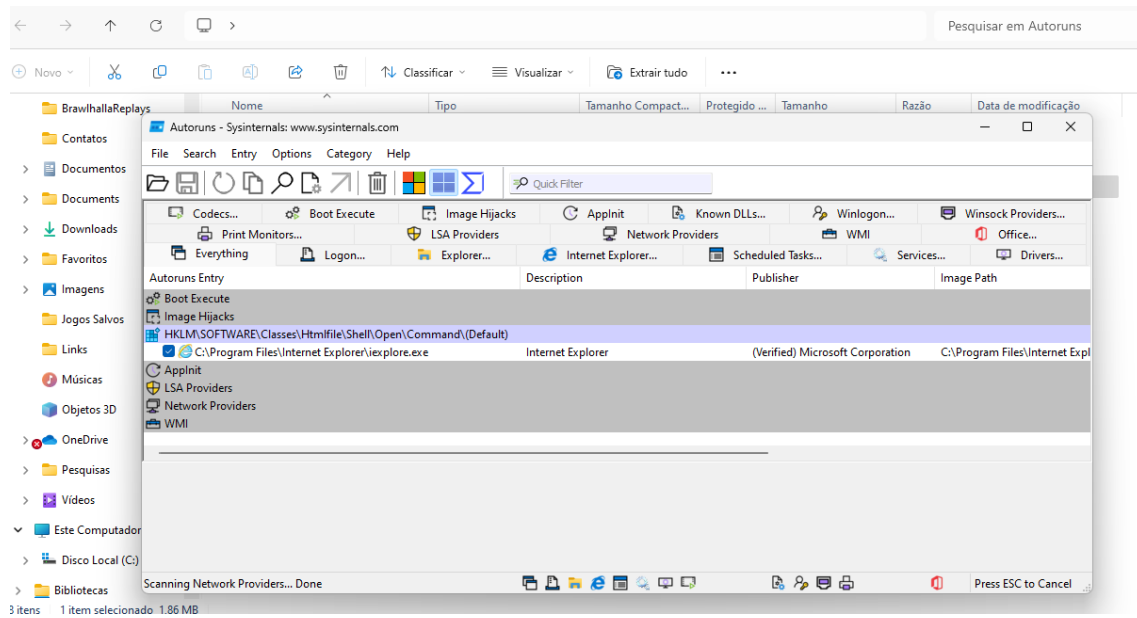 Pesquisar em Autoruns
Novo
Classificar
Visualizar
Extrair tudo
Nome Tipo Tamanho Compact... Protegido ... Tamanho Razão Data de modificação
BrawlhallaReplays
Contatos
Documentos
Documents
Downloads
Favoritos
Imagens
Jogos Salvos
Links
Músicas
Objetos 3D
OneDrive
Pesquisas
Vídeos
Este Computador
Disco Local (C:)
Bibliotecas
1 item selecionado 1.86 MB
Autoruns - Sysinternals: www.sysinternals.com
File Search Entry Options Category Help
Quick Filter
Codecs... Boot Execute Image Hijacks AppInit Known DLLs... Winlogon... Winsock Providers...
Print Monitors... LSA Providers Network Providers WMI Office...
Everything Logon... Explorer... Internet Explorer... Scheduled Tasks... Services... Drivers...
Autoruns Entry Description Publisher Image Path
Boot Execute
Image Hijacks
HKLM\SOFTWARE\Classes\Htmlfile\Shell\Open\Command\(Default)
C:\Program Files\Internet Explorer\iexplore.exe Internet Explorer (Verified) Microsoft Corporation C:\Program Files\Internet Expl
AppInit
LSA Providers
Network Providers
WMI
Scanning Network Providers... Done Press ESC to Cancel